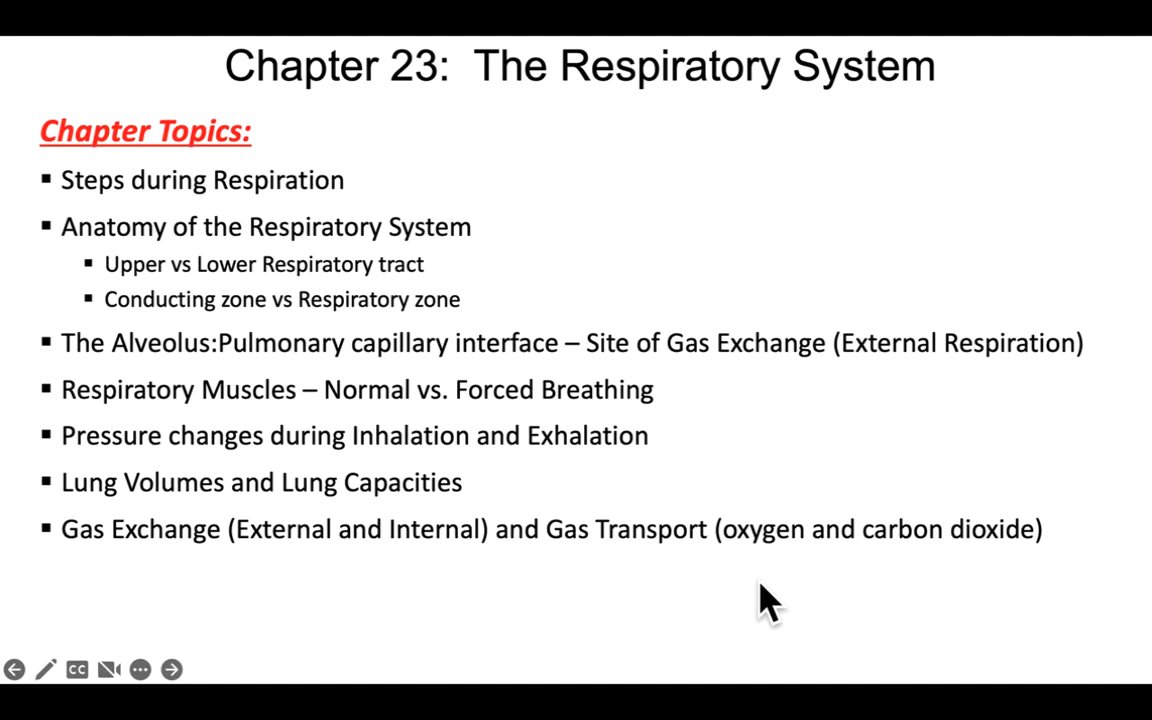 Chapter 23: The Respiratory System
Chapter Topics:
▪ Steps during Respiration
▪ Anatomy of the Respiratory System
▪ Upper vs Lower Respiratory tract
▪ Conducting zone vs Respiratory zone
▪ The Alveolus:Pulmonary capillary interface – Site of Gas Exchange (External Respiration)
▪ Respiratory Muscles – Normal vs. Forced Breathing
▪ Pressure changes during Inhalation and Exhalation
▪ Lung Volumes and Lung Capacities
▪ Gas Exchange (External and Internal) and Gas Transport (oxygen and carbon dioxide)
CC